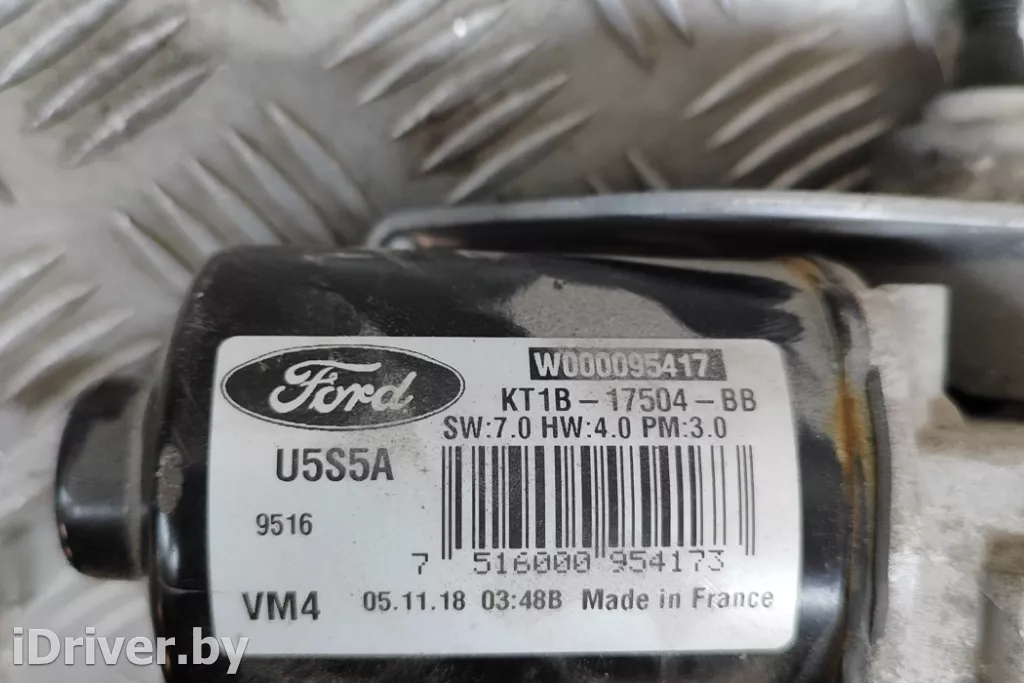 Ford
W000095417
KT1B-17504-BB
SW:7.0 HW:4.0 PM:3.0
U5S5A
9516
7 516000 954173
VM4 05.11.18 03:48B Made in France
iDriver.by